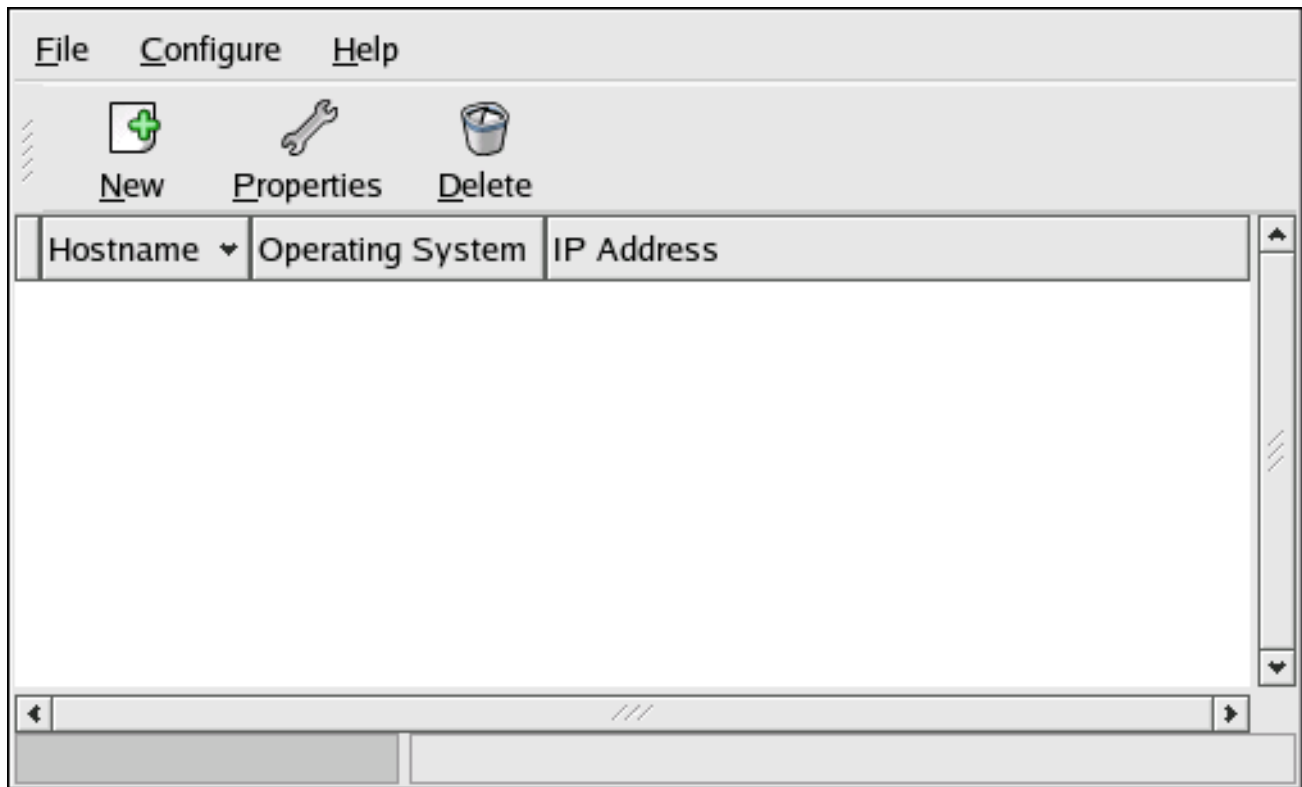 File Configure Help
New Properties Delete
Hostname Operating System IP Address